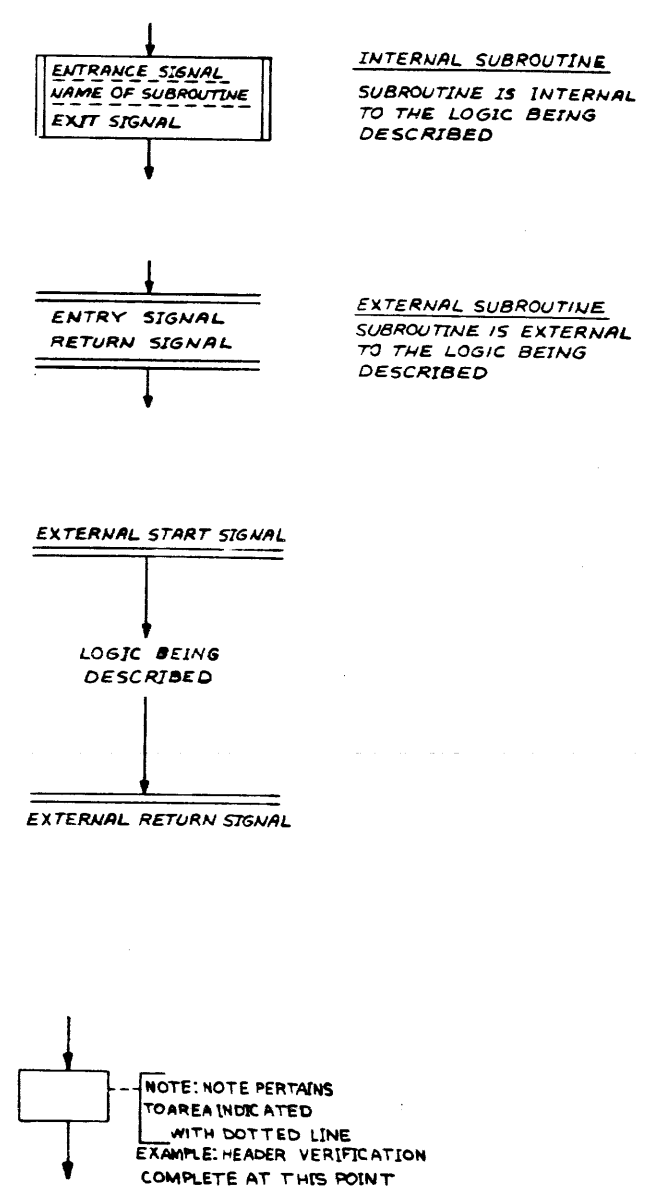 ENTRANCE SIGNAL
NAME OF SUBROUTINE
EXIT SIGNAL
INTERNAL SUBROUTINE
SUBROUTINE IS INTERNAL
TO THE LOGIC BEING
DESCRIBED
ENTRY SIGNAL
RETURN SIGNAL
EXTERNAL SUBROUTINE
SUBROUTINE IS EXTERNAL
TO THE LOGIC BEING
DESCRIBED
EXTERNAL START SIGNAL
LOGIC BEING
DESCRIBED
EXTERNAL RETURN SIGNAL
NOTE: NOTE PERTAINS
TO AREA INDICATED
WITH DOTTED LINE
EXAMPLE: HEADER VERIFICATION
COMPLETE AT THIS POINT